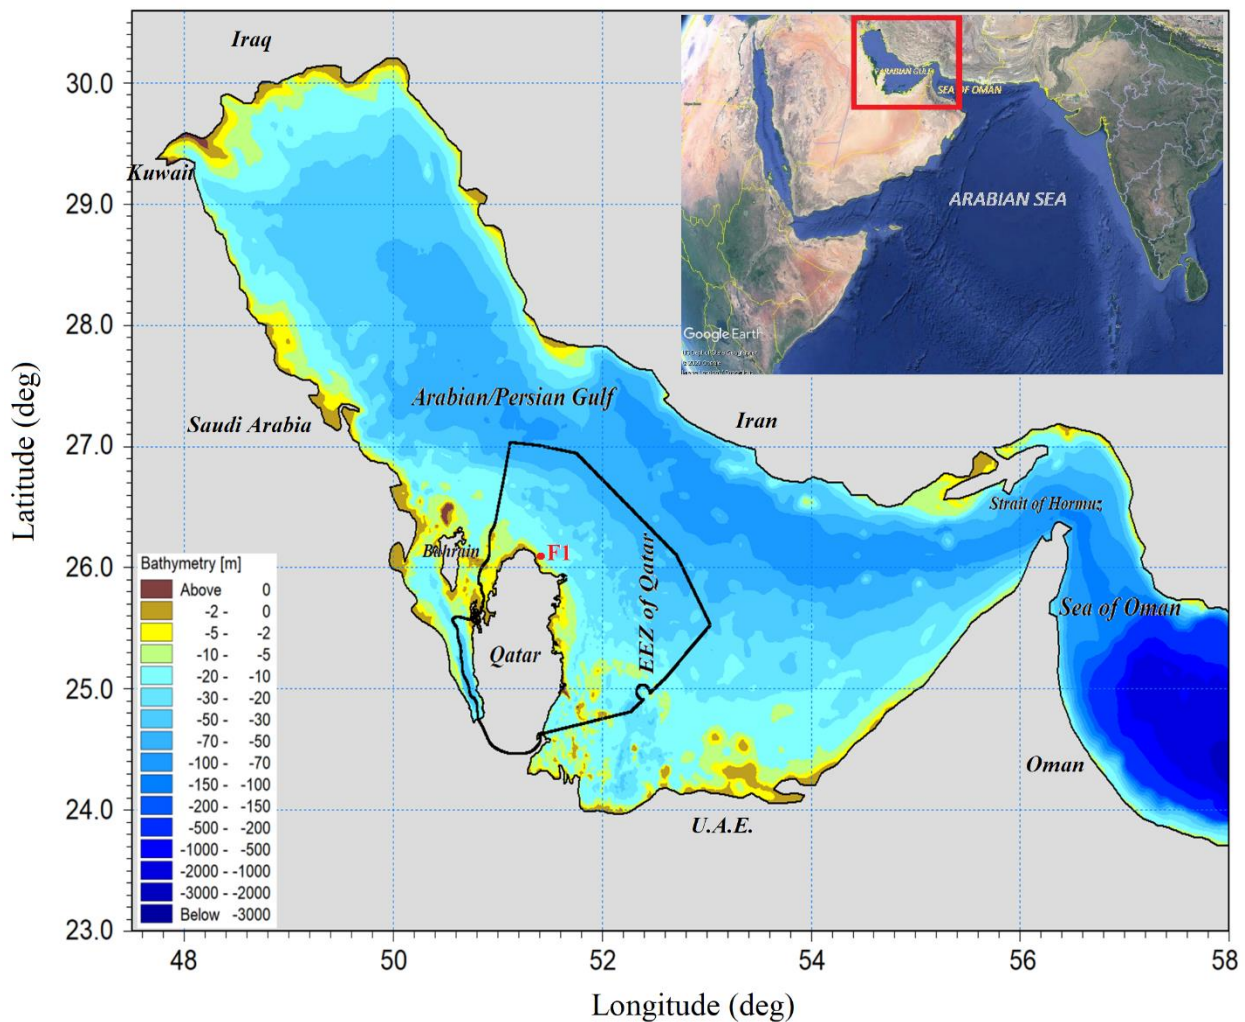 Iraq
Kuwait
Saudi Arabia
Arabian/Persian Gulf
Iran
Strait of Hormuz
Bahrain
F1
EEZ of Qatar
Qatar
Sea of Oman
Oman
U.A.E.
ARABIAN GULF
SEA OF OMAN
ARABIAN SEA
Google Earth
Bathymetry [m]
Above 0
-2 - 0
-5 - -2
-10 - -5
-20 - -10
-30 - -20
-50 - -30
-70 - -50
-100 - -70
-150 - -100
-200 - -150
-500 - -200
-1000 - -500
-2000 - -1000
-3000 - -2000
Below -3000
Latitude (deg)
30.0
29.0
28.0
27.0
26.0
25.0
24.0
23.0
48 50 52 54 56 58
Longitude (deg)